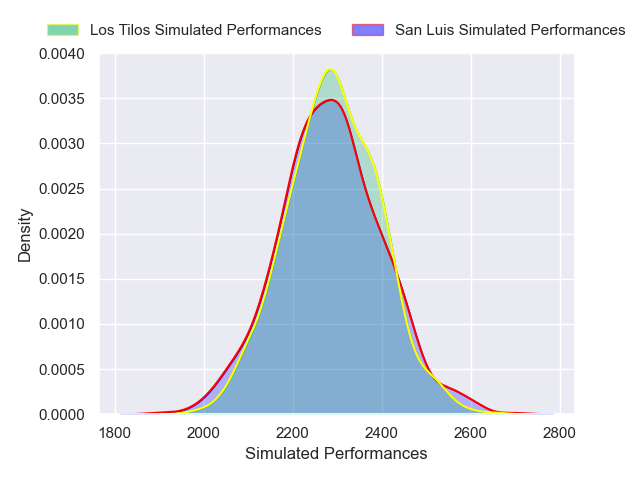 Los Tilos Simulated Performances San Luis Simulated Performances
0.0040
0.0035
0.0030
0.0025
0.0020
0.0015
0.0010
0.0005
0.0000
Density
1800 2000 2200 2400 2600 2800
Simulated Performances